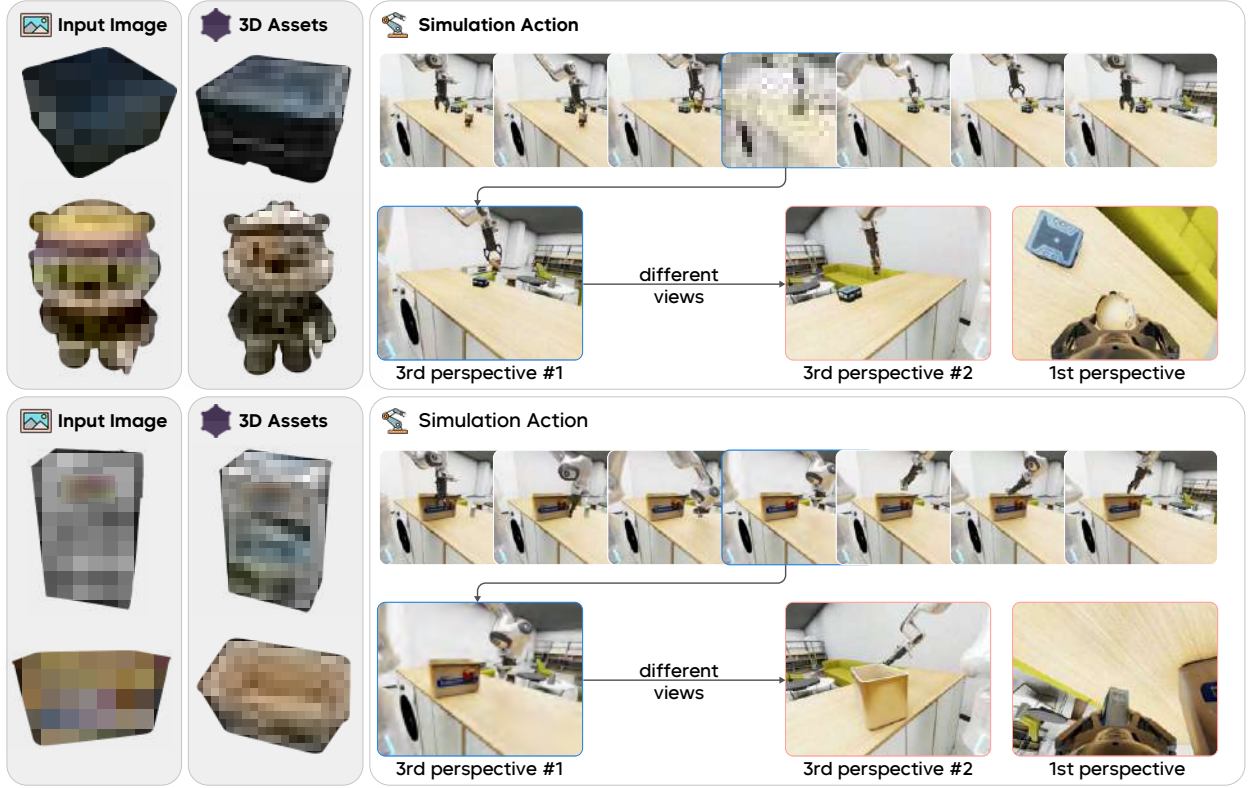 Input Image
3D Assets
Simulation Action
different
views
3rd perspective #1
3rd perspective #2
1st perspective
Input Image
3D Assets
Simulation Action
different
views
3rd perspective #1
3rd perspective #2
1st perspective